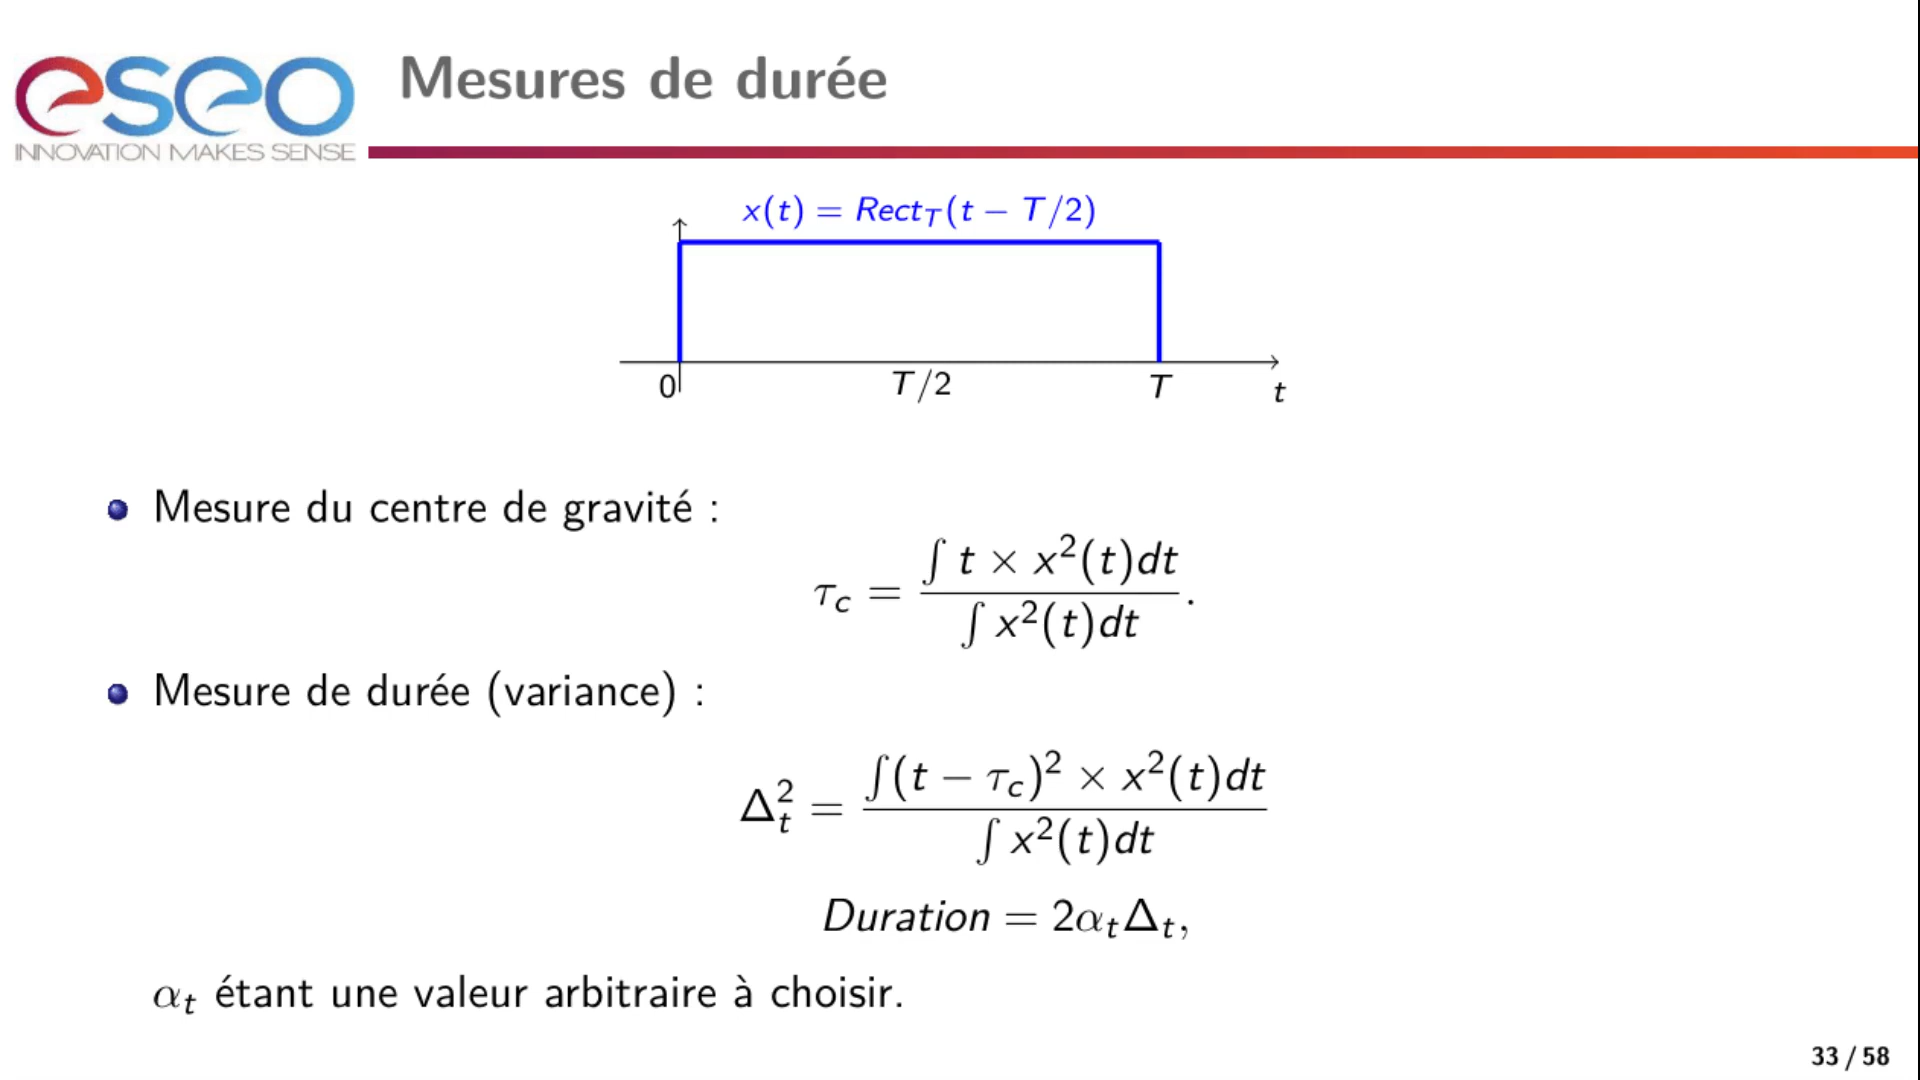 eseo
INNOVATION MAKES SENSE
Mesures de durée
x(t) = Rect_T(t − T/2)
0 T/2 T t
Mesure du centre de gravité :
τ_c = ∫ t × x²(t)dt / ∫ x²(t)dt .
Mesure de durée (variance) :
Δ_t² = ∫(t − τ_c)² × x²(t)dt / ∫ x²(t)dt
Duration = 2α_tΔ_t,
α_t étant une valeur arbitraire à choisir.
33 / 58